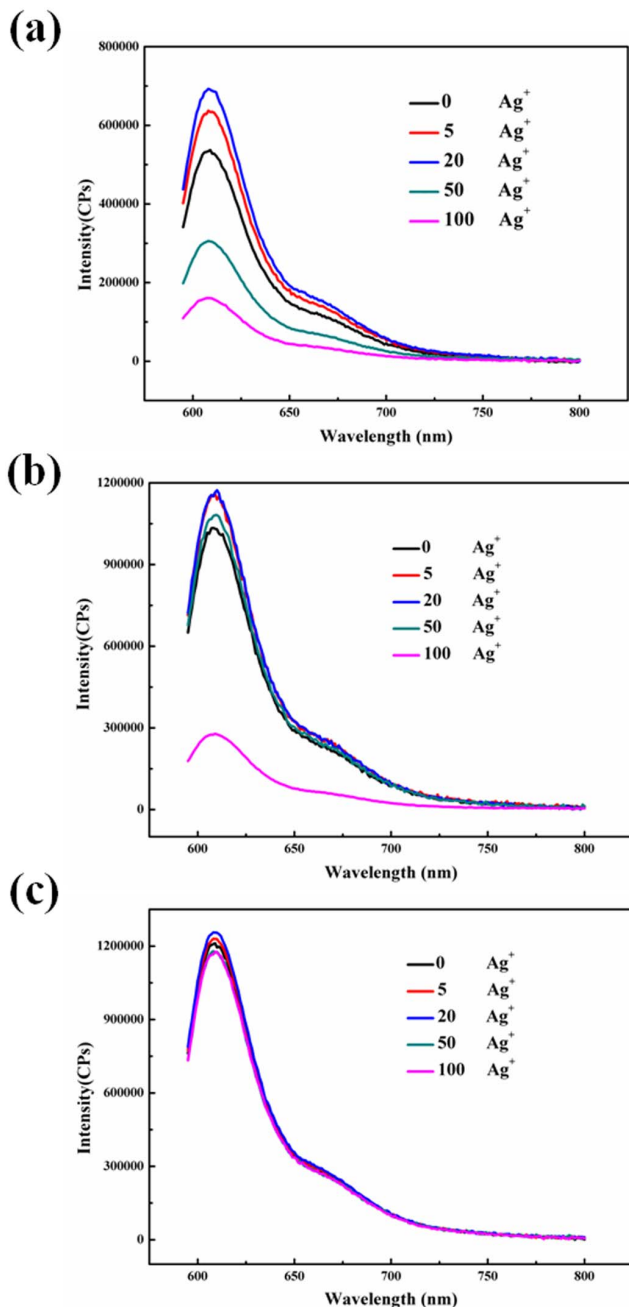 (a)
800000
600000
400000
200000
0
Intensity(CPs)
0 Ag+
5 Ag+
20 Ag+
50 Ag+
100 Ag+
600 650 700 750 800
Wavelength (nm)
(b)
1200000
900000
600000
300000
0
Intensity(CPs)
0 Ag+
5 Ag+
20 Ag+
50 Ag+
100 Ag+
600 650 700 750 800
Wavelength (nm)
(c)
1200000
900000
600000
300000
0
Intensity(CPs)
0 Ag+
5 Ag+
20 Ag+
50 Ag+
100 Ag+
600 650 700 750 800
Wavelength (nm)